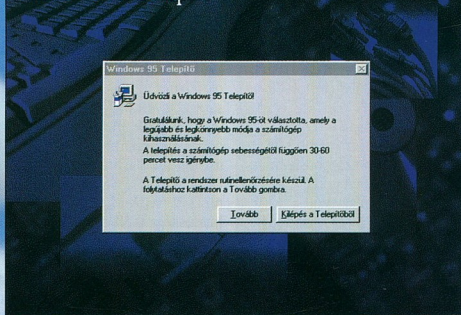 Windows 95 Telepítő
Üdvözli a Windows 95 Telepítő!
Gratulálunk, hogy a Windows 95-öt választotta, amely a
legújabb és legkönnyebb módja a számítógép
kihasználásának.
A telepítés a számítógép sebességétől függően 30-60
percet vesz igénybe.
A Telepítő a rendszer rutinellenőrzésére készül. A
folytatáshoz kattintson a Tovább gombra.
Tovább
Kilépés a Telepítőből